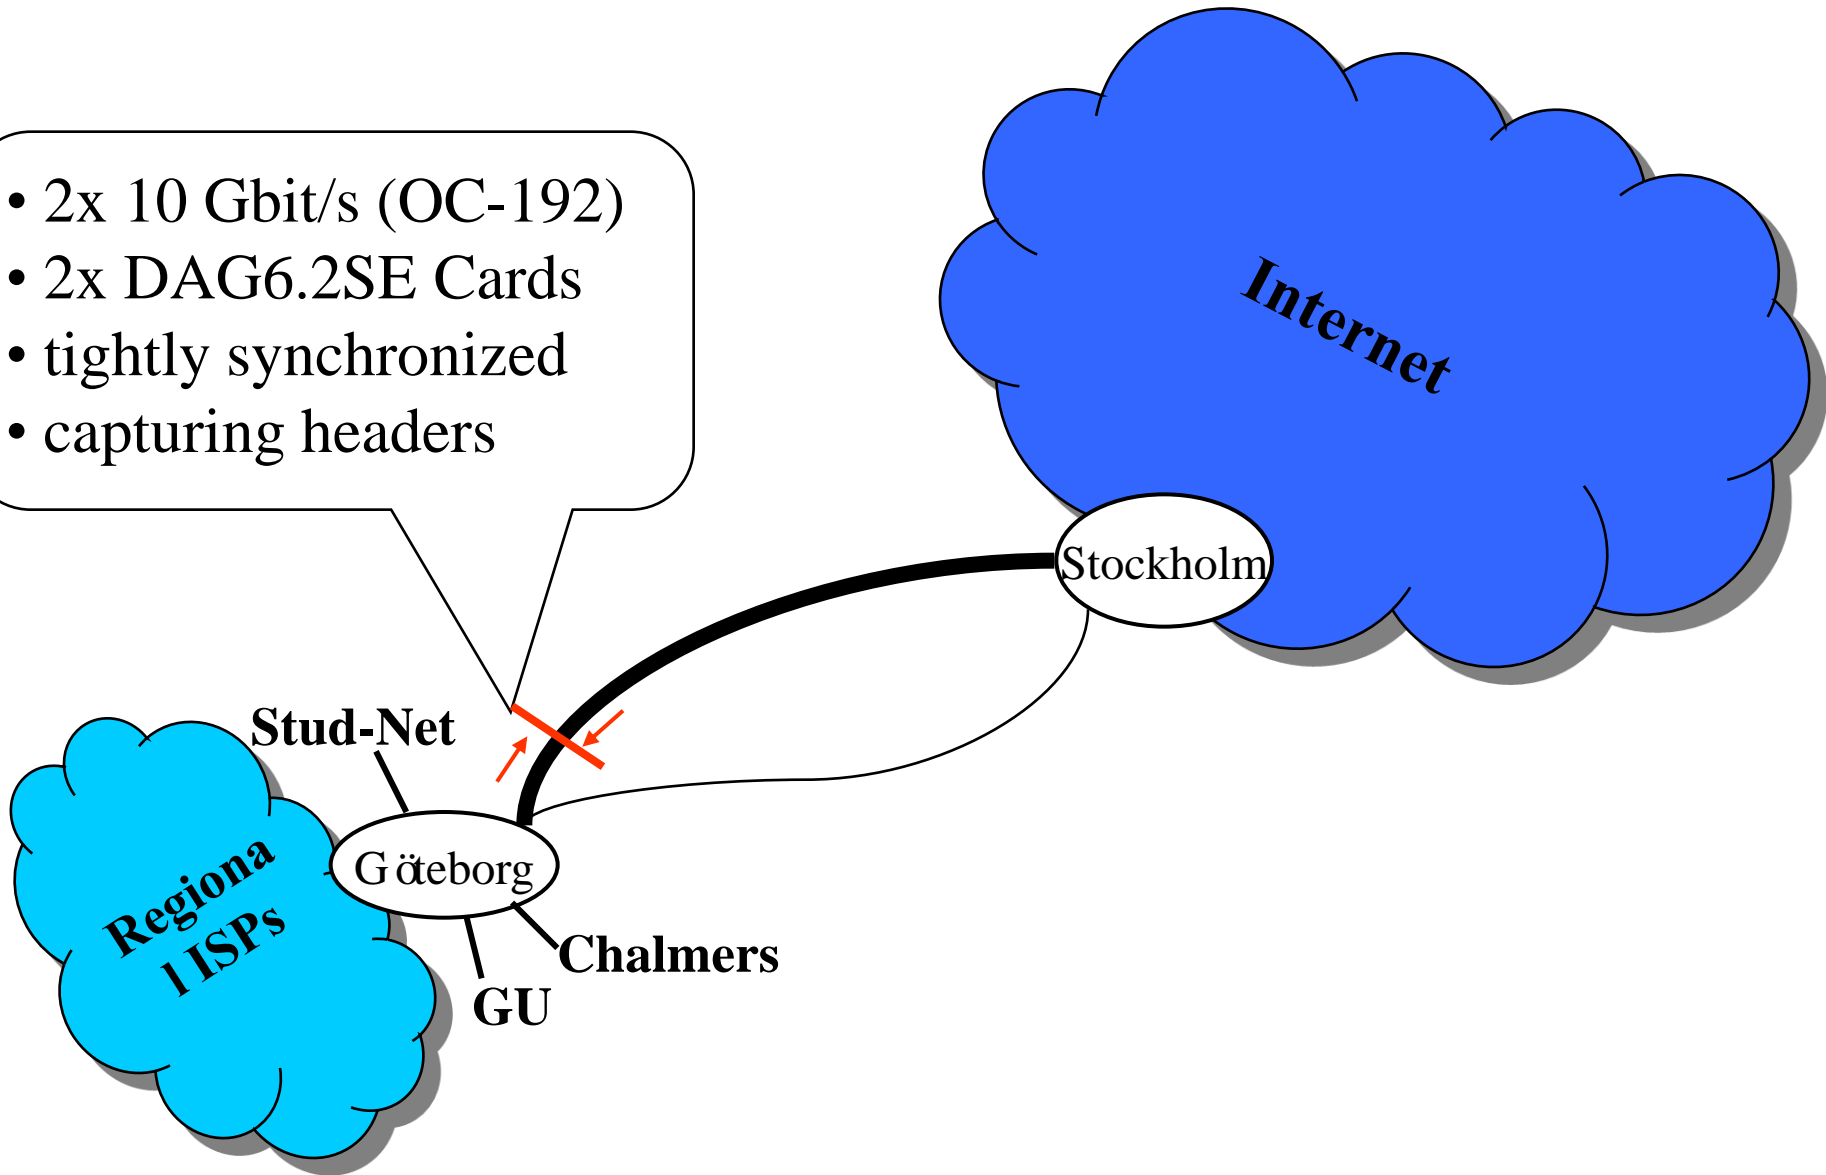 • 2x 10 Gbit/s (OC-192)
• 2x DAG6.2SE Cards
• tightly synchronized
• capturing headers
Internet
Stockholm
Stud-Net
Göteborg
Regiona
l ISPs
Chalmers
GU